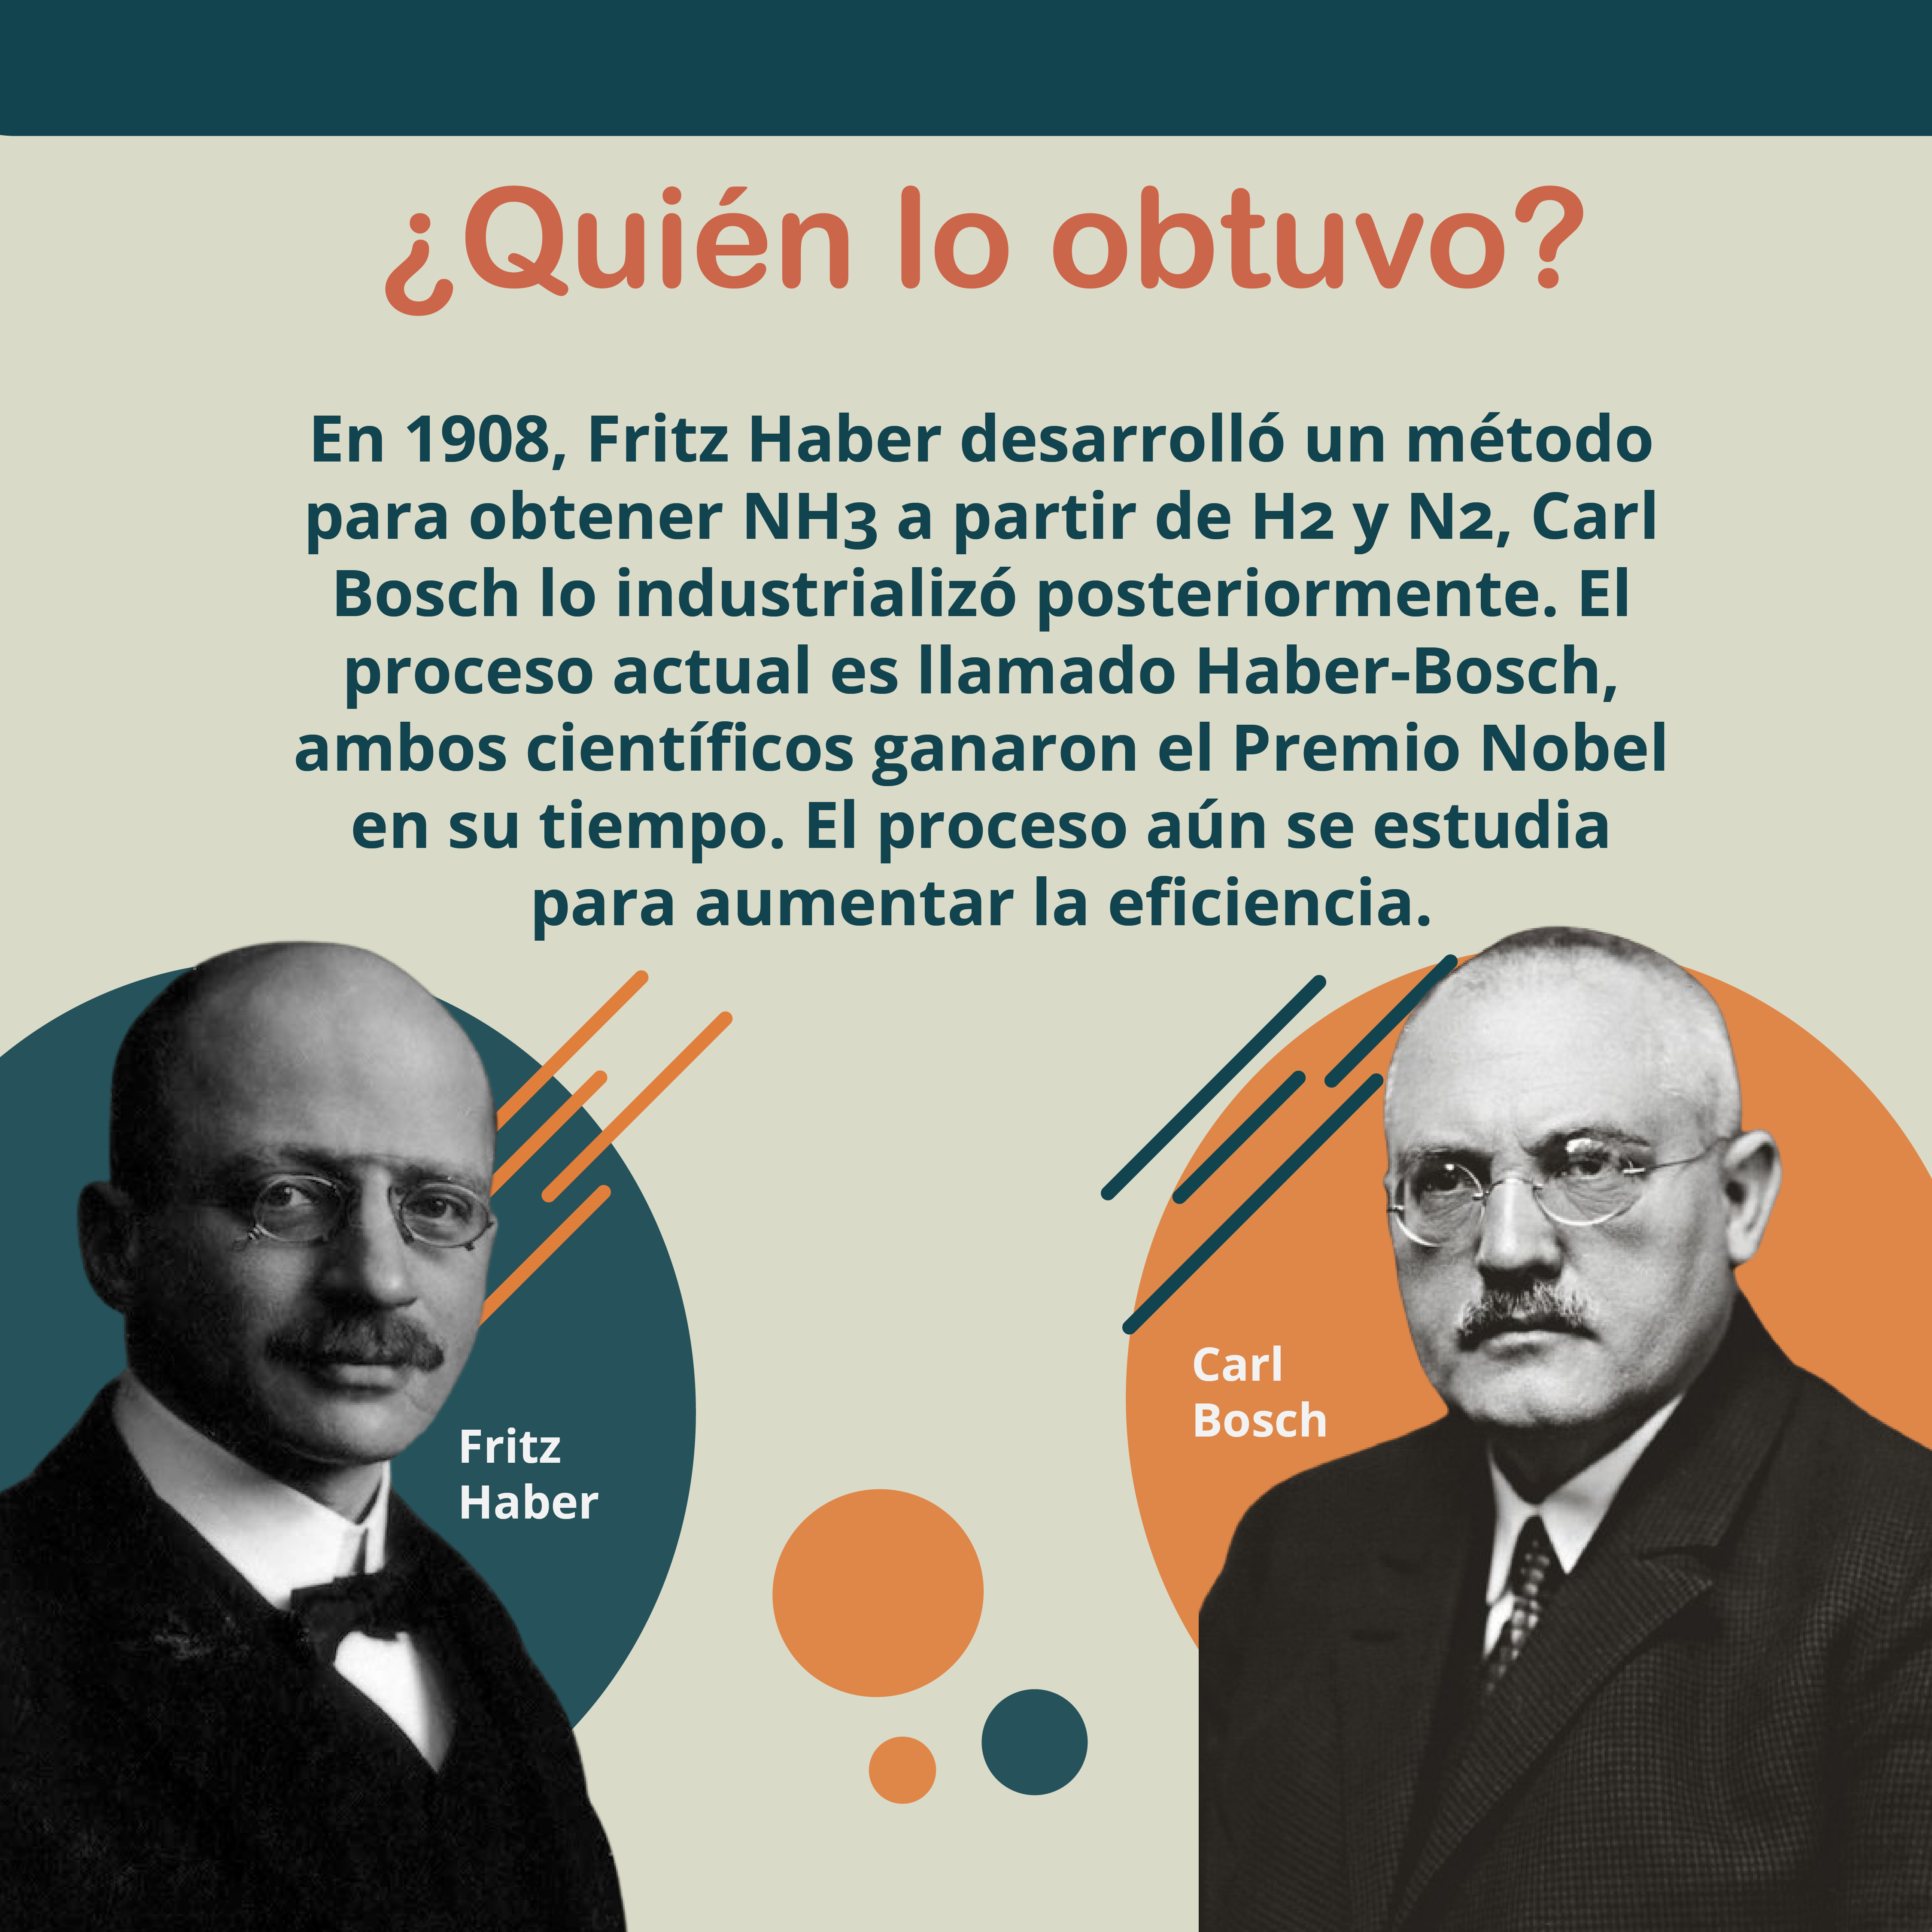 ¿Quién lo obtuvo?
En 1908, Fritz Haber desarrolló un método
para obtener NH3 a partir de H2 y N2, Carl
Bosch lo industrializó posteriormente. El
proceso actual es llamado Haber-Bosch,
ambos científicos ganaron el Premio Nobel
en su tiempo. El proceso aún se estudia
para aumentar la eficiencia.
Fritz
Haber
Carl
Bosch